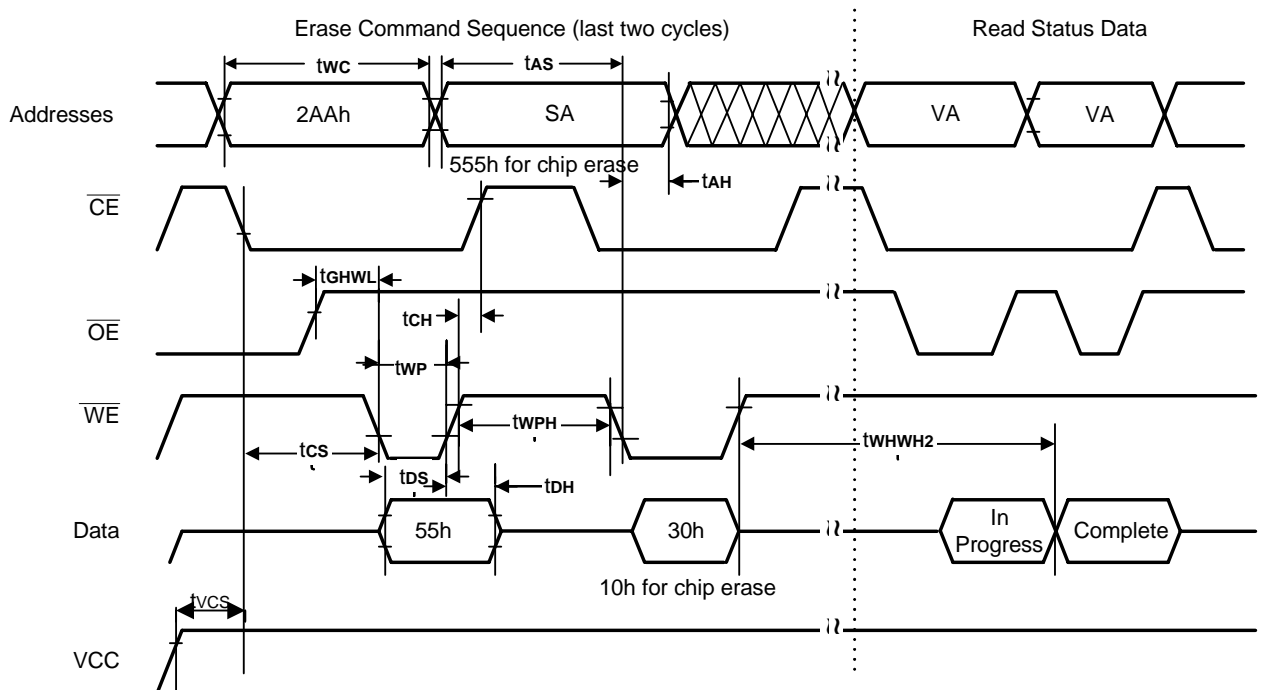 Erase Command Sequence (last two cycles)
Read Status Data
tWC
tAS
Addresses
2AAh
SA
VA
VA
555h for chip erase
tAH
CE
tGHWL
tCH
OE
tWP
WE
tWPH
tWHWH2
tCS
tDS
tDH
Data
55h
30h
In
Progress
Complete
10h for chip erase
tVCS
VCC